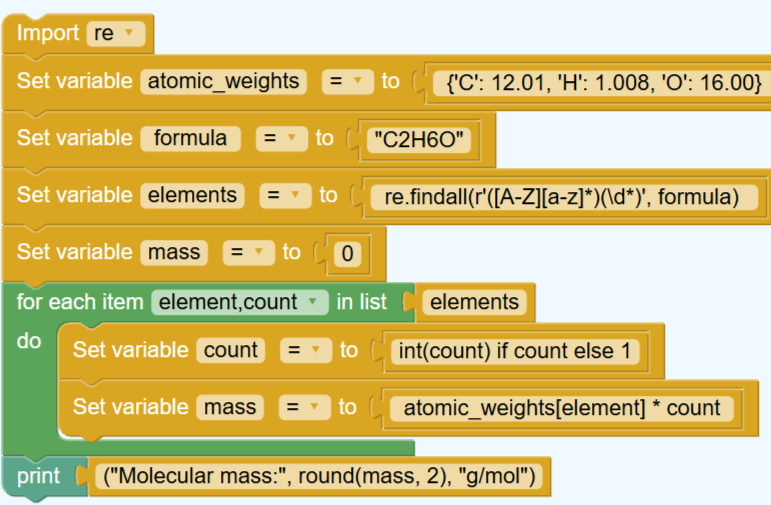 Import re
Set variable atomic_weights = to {'C': 12.01, 'H': 1.008, 'O': 16.00}
Set variable formula = to "C2H6O"
Set variable elements = to re.findall(r'([A-Z][a-z]*)(\d*)', formula)
Set variable mass = to 0
for each item element,count in list elements
do
Set variable count = to int(count) if count else 1
Set variable mass = to atomic_weights[element] * count
print ("Molecular mass:", round(mass, 2), "g/mol")